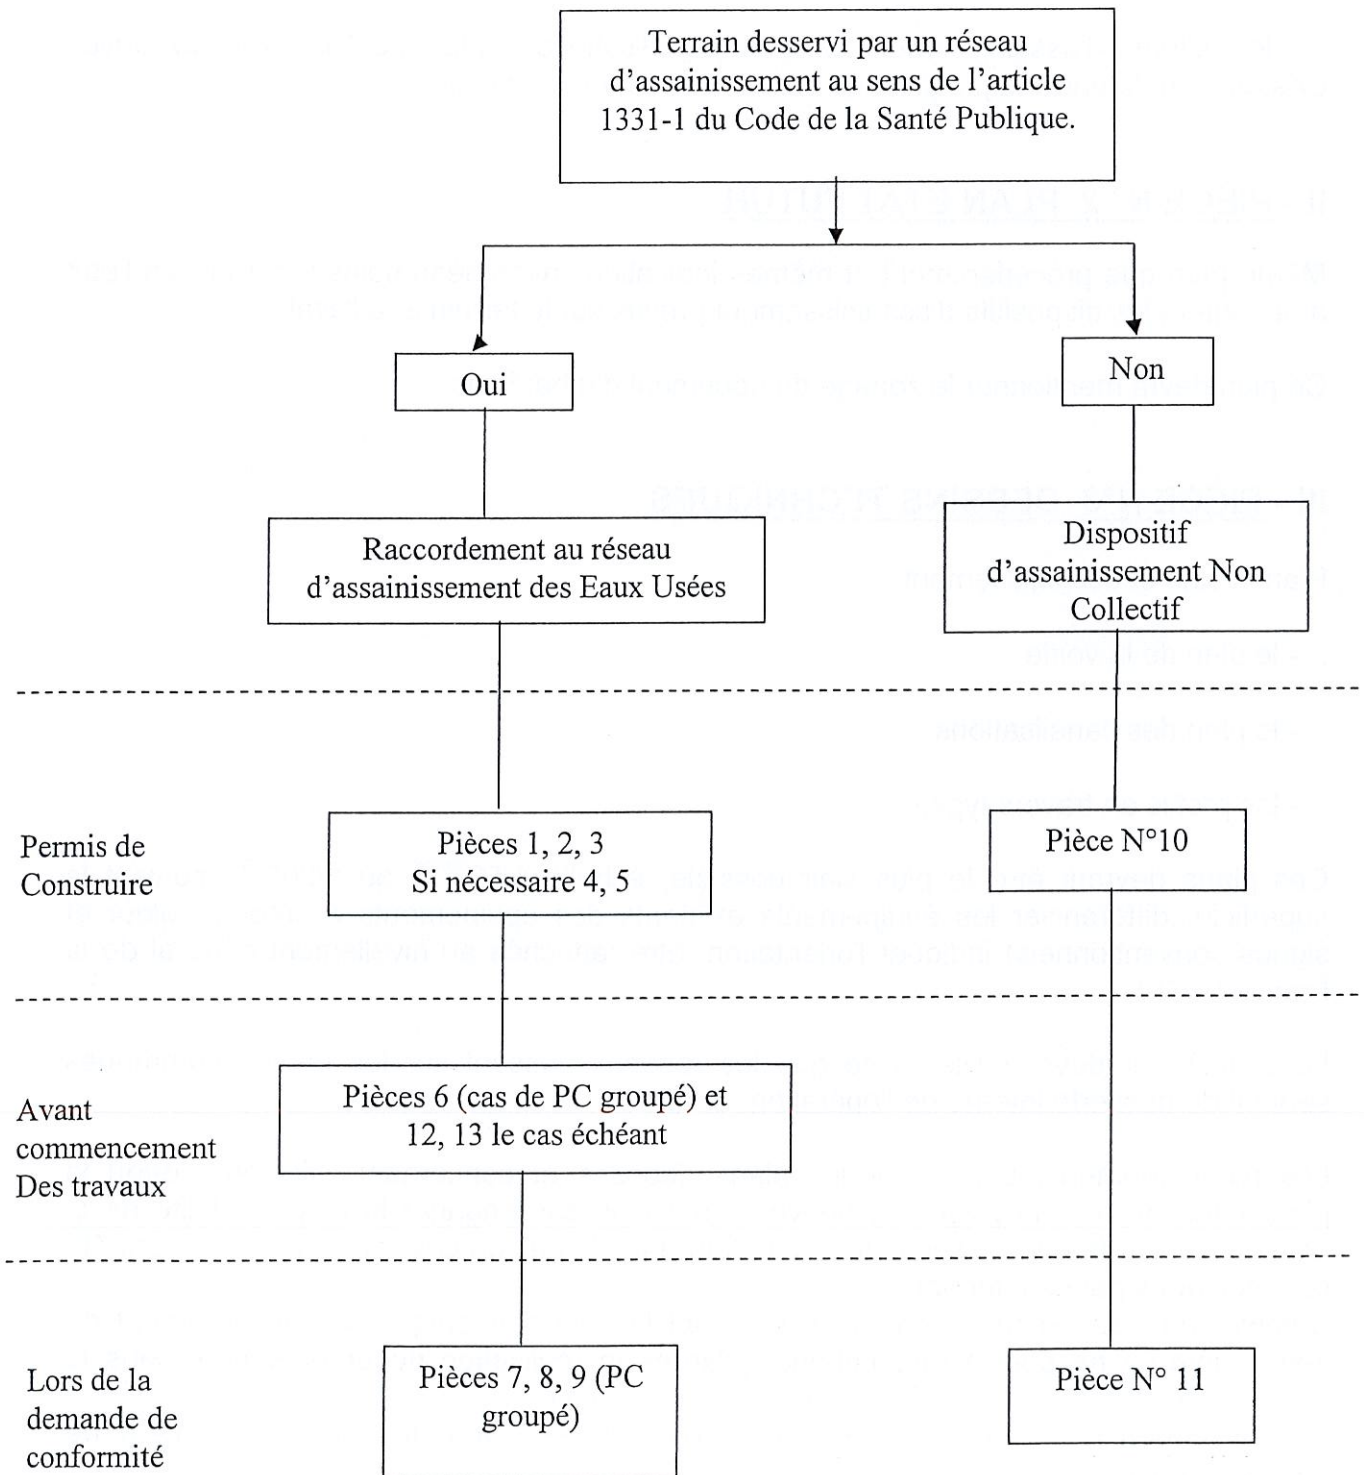 Terrain desservi par un réseau
d’assainissement au sens de l’article
1331-1 du Code de la Santé Publique.
Oui
Non
Raccordement au réseau
d’assainissement des Eaux Usées
Dispositif
d’assainissement Non
Collectif
Permis de
Construire
Pièces 1, 2, 3
Si nécessaire 4, 5
Pièce N°10
Avant
commencement
Des travaux
Pièces 6 (cas de PC groupé) et
12, 13 le cas échéant
Lors de la
demande de
conformité
Pièces 7, 8, 9 (PC
groupé)
Pièce N° 11